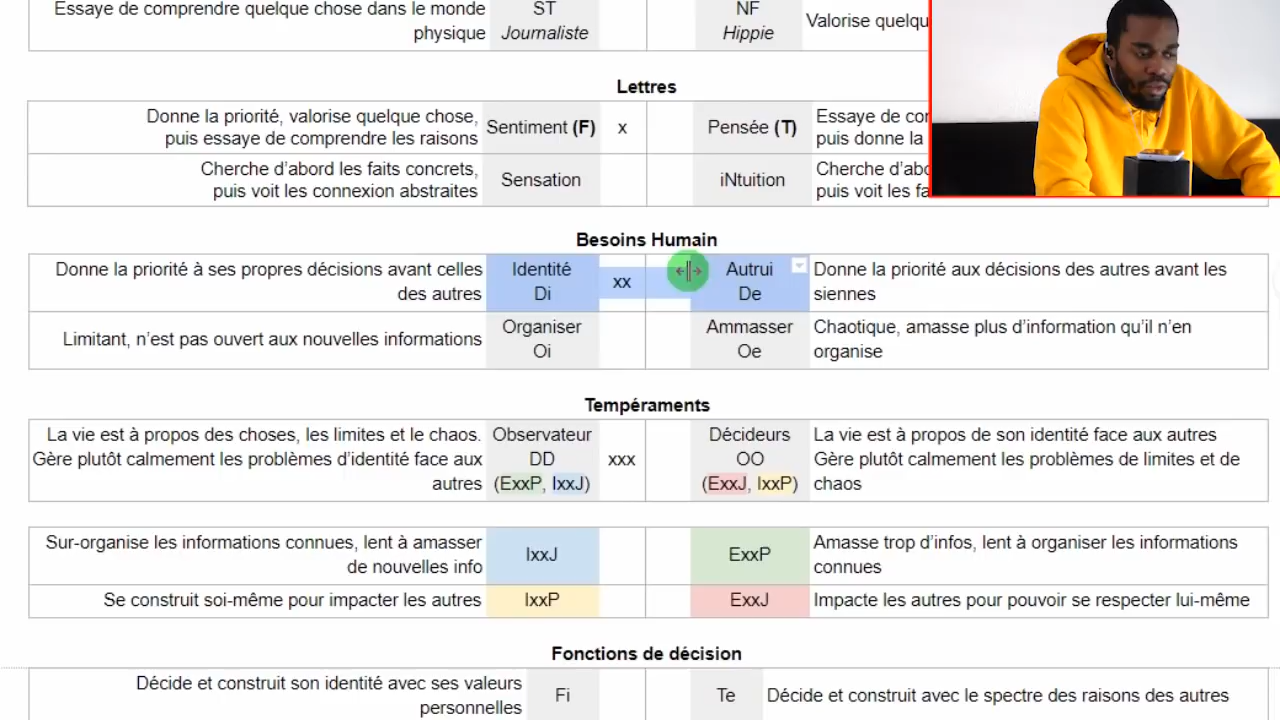 Essaye de comprendre quelque chose dans le monde
physique
ST
Journaliste
NF
Hippie
Valorise
Lettres
Donne la priorité, valorise quelque chose,
puis essaye de comprendre les raisons
Sentiment (F)
x
Pensée (T)
Essaye de
puis donne la
Cherche d'abord les faits concrets,
puis voit les connexion abstraites
Sensation
iNtuition
Cherche
puis voit les
Besoins Humain
Donne la priorité à ses propres décisions avant celles
des autres
Identité
Di
xx
Autrui
De
Donne la priorité aux décisions des autres avant les
siennes
Limitant, n'est pas ouvert aux nouvelles informations
Organiser
Oi
Ammasser
Oe
Chaotique, amasse plus d'information qu'il n'en
organise
Tempéraments
La vie est à propos des choses, les limites et le chaos.
Gère plutôt calmement les problèmes d'identité face aux
autres
Observateur
DD
(ExxP, IxxJ)
xxx
Décideurs
OO
(ExxJ, IxxP)
La vie est à propos de son identité face aux autres
Gère plutôt calmement les problèmes de limites et de
chaos
Sur-organise les informations connues, lent à amasser
de nouvelles info
IxxJ
ExxP
Amasse trop d'infos, lent à organiser les informations
connues
Se construit soi-même pour impacter les autres
IxxP
ExxJ
Impacte les autres pour pouvoir se respecter lui-même
Fonctions de décision
Décide et construit son identité avec ses valeurs
personnelles
Fi
Te
Décide et construit avec le spectre des raisons des autres